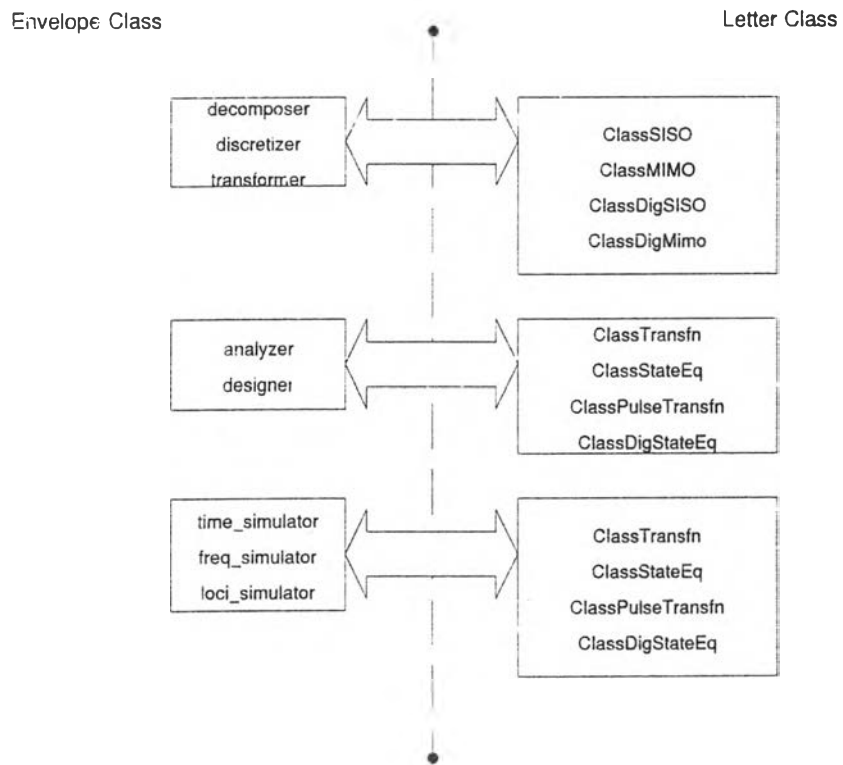 Envelope Class
Letter Class
decomposer
discretizer
transformer
ClassSISO
ClassMIMO
ClassDigSISO
ClassDigMimo
analyzer
designer
ClassTransfn
ClassStateEq
ClassPulseTransfn
ClassDigStateEq
time_simulator
freq_simulator
loci_simulator
ClassTransfn
ClassStateEq
ClassPulseTransfn
ClassDigStateEq